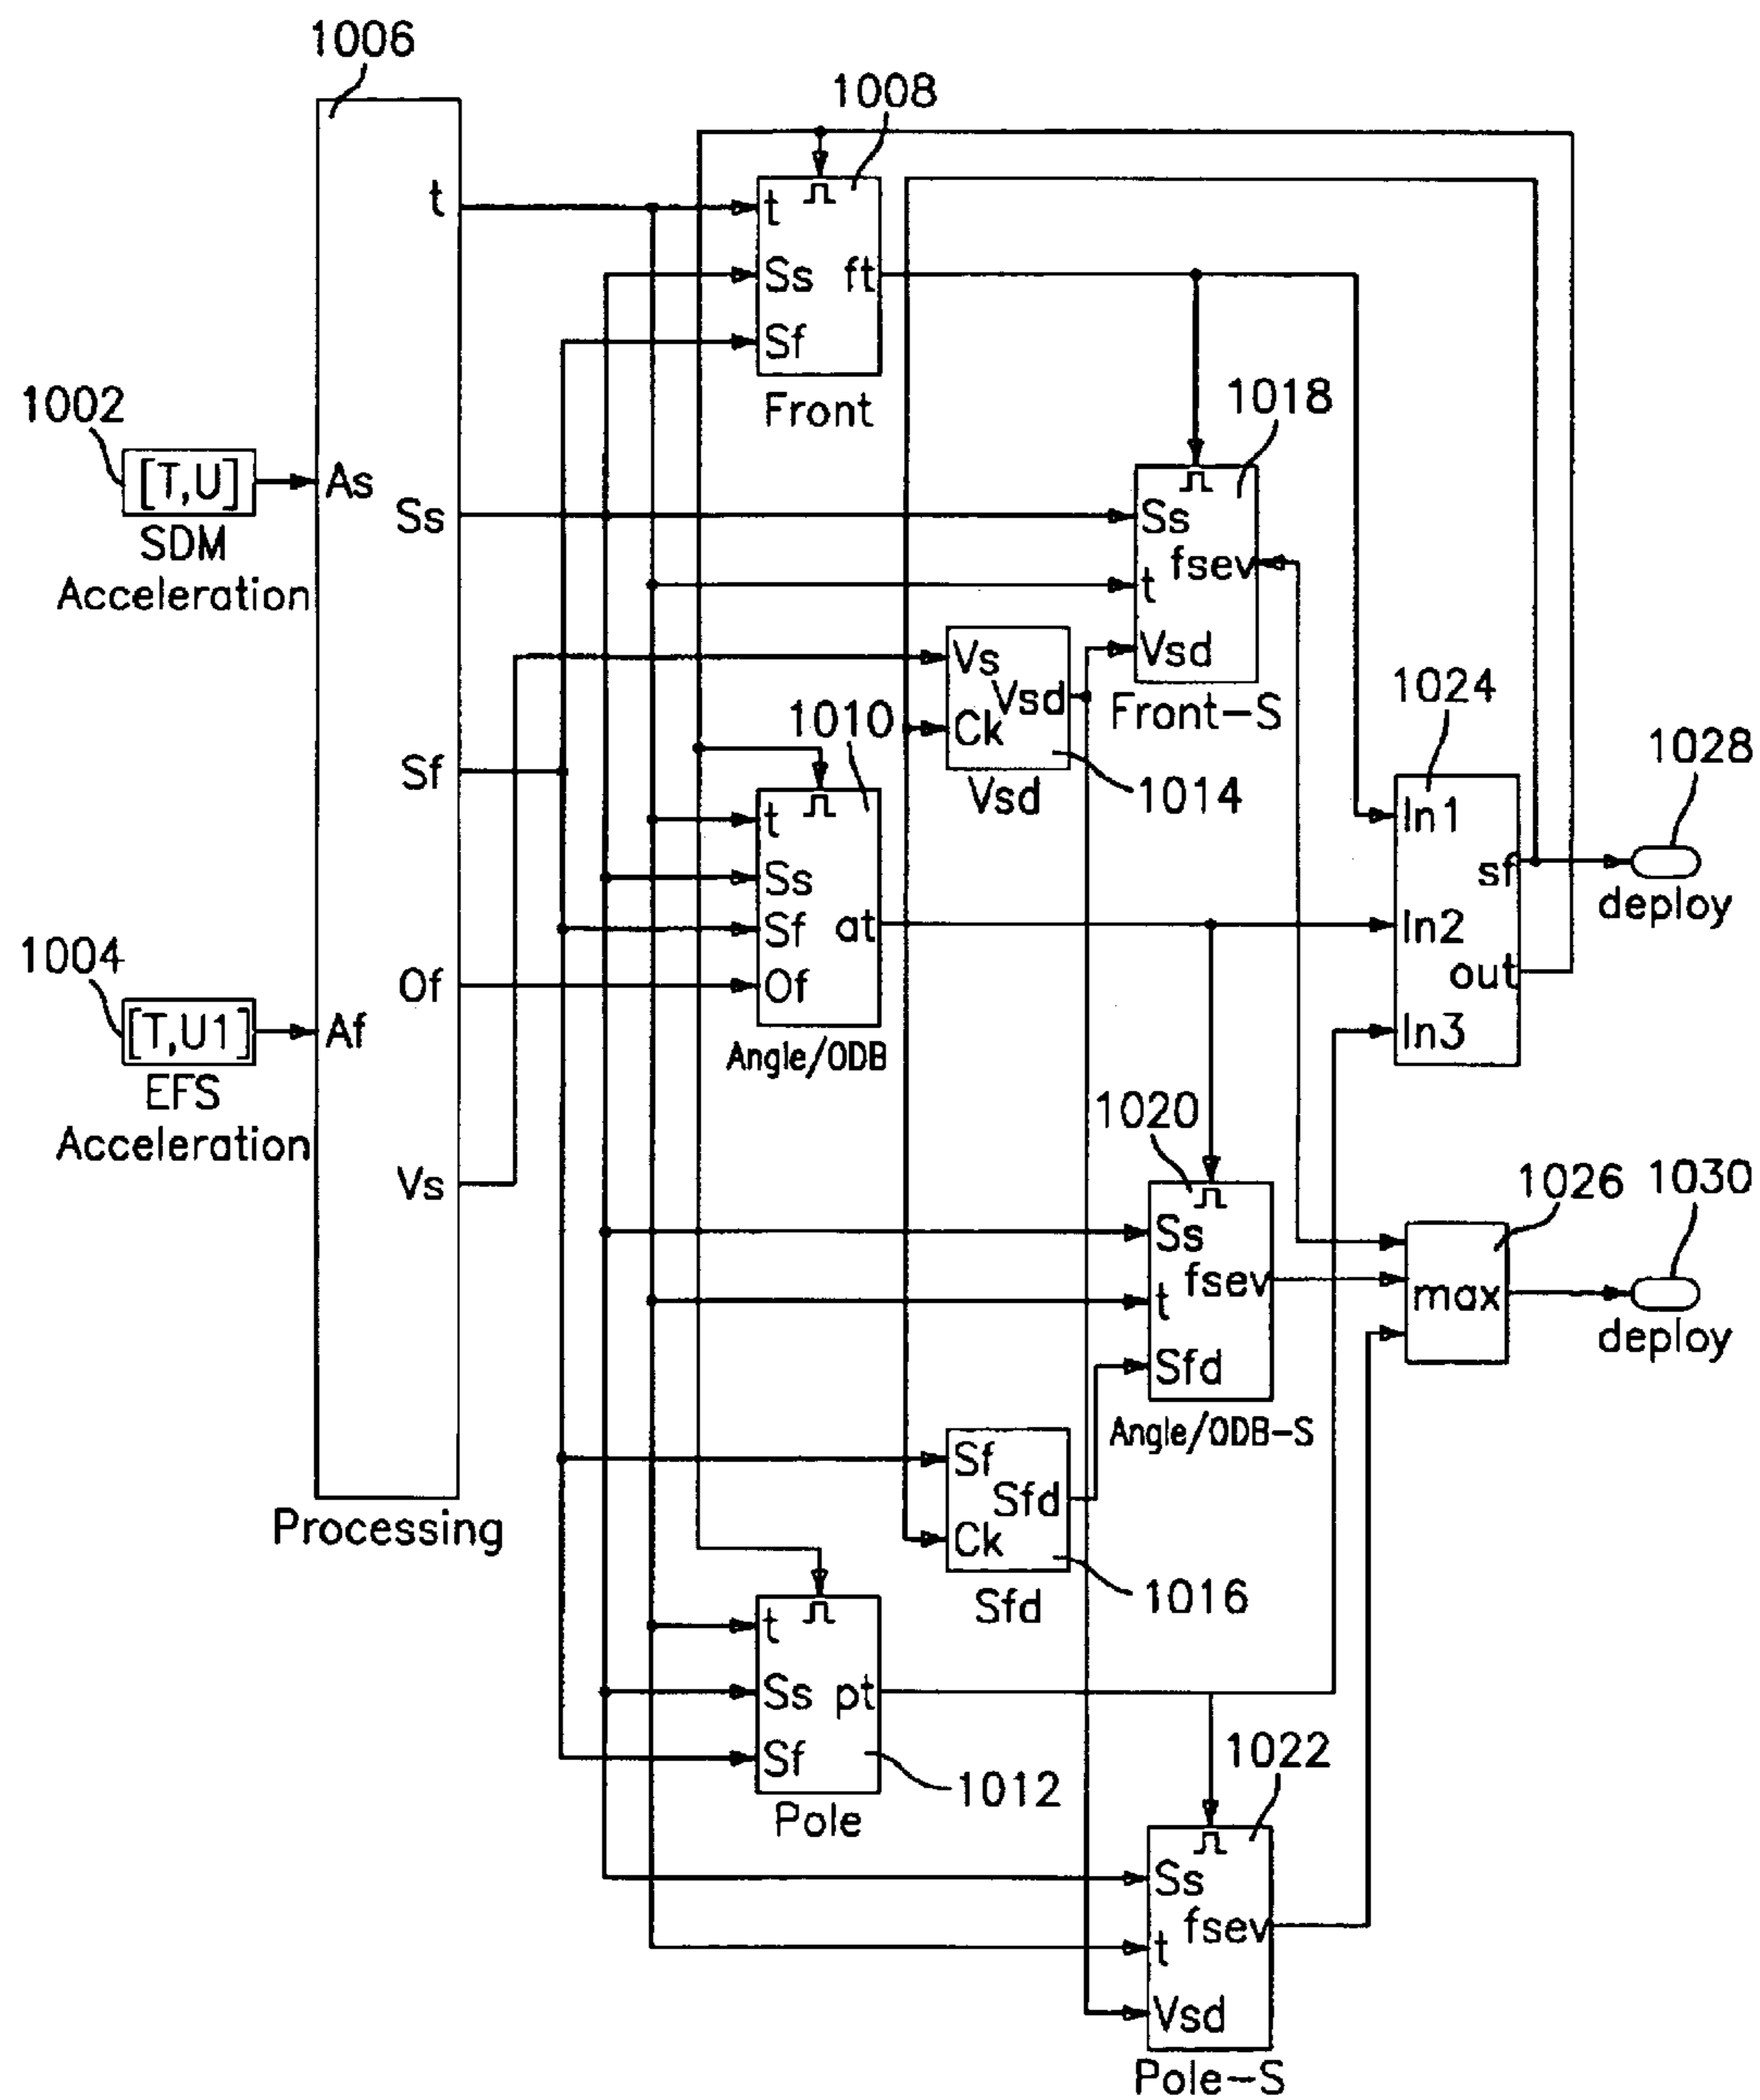 1006
t
Ss
Sf
Of
Vs
As
Af
Processing
1002
[T,U]
SDM
Acceleration
1004
[T,U1]
EFS
Acceleration
1008
t
Ss
ft
Sf
Front
1018
Ss
fsev
t
Vsd
Front-S
Vs
Vsd
Ck
Vsd
1014
1010
t
Ss
Sf
at
Of
Angle/ODB
1024
In1
sf
In2
out
In3
1028
deploy
1020
Ss
fsev
t
Sfd
Angle/ODB-S
1026
max
1030
deploy
Sf
Sfd
Ck
Sfd
1016
t
Ss
pt
Sf
1012
Pole
1022
Ss
fsev
t
Vsd
Pole-S